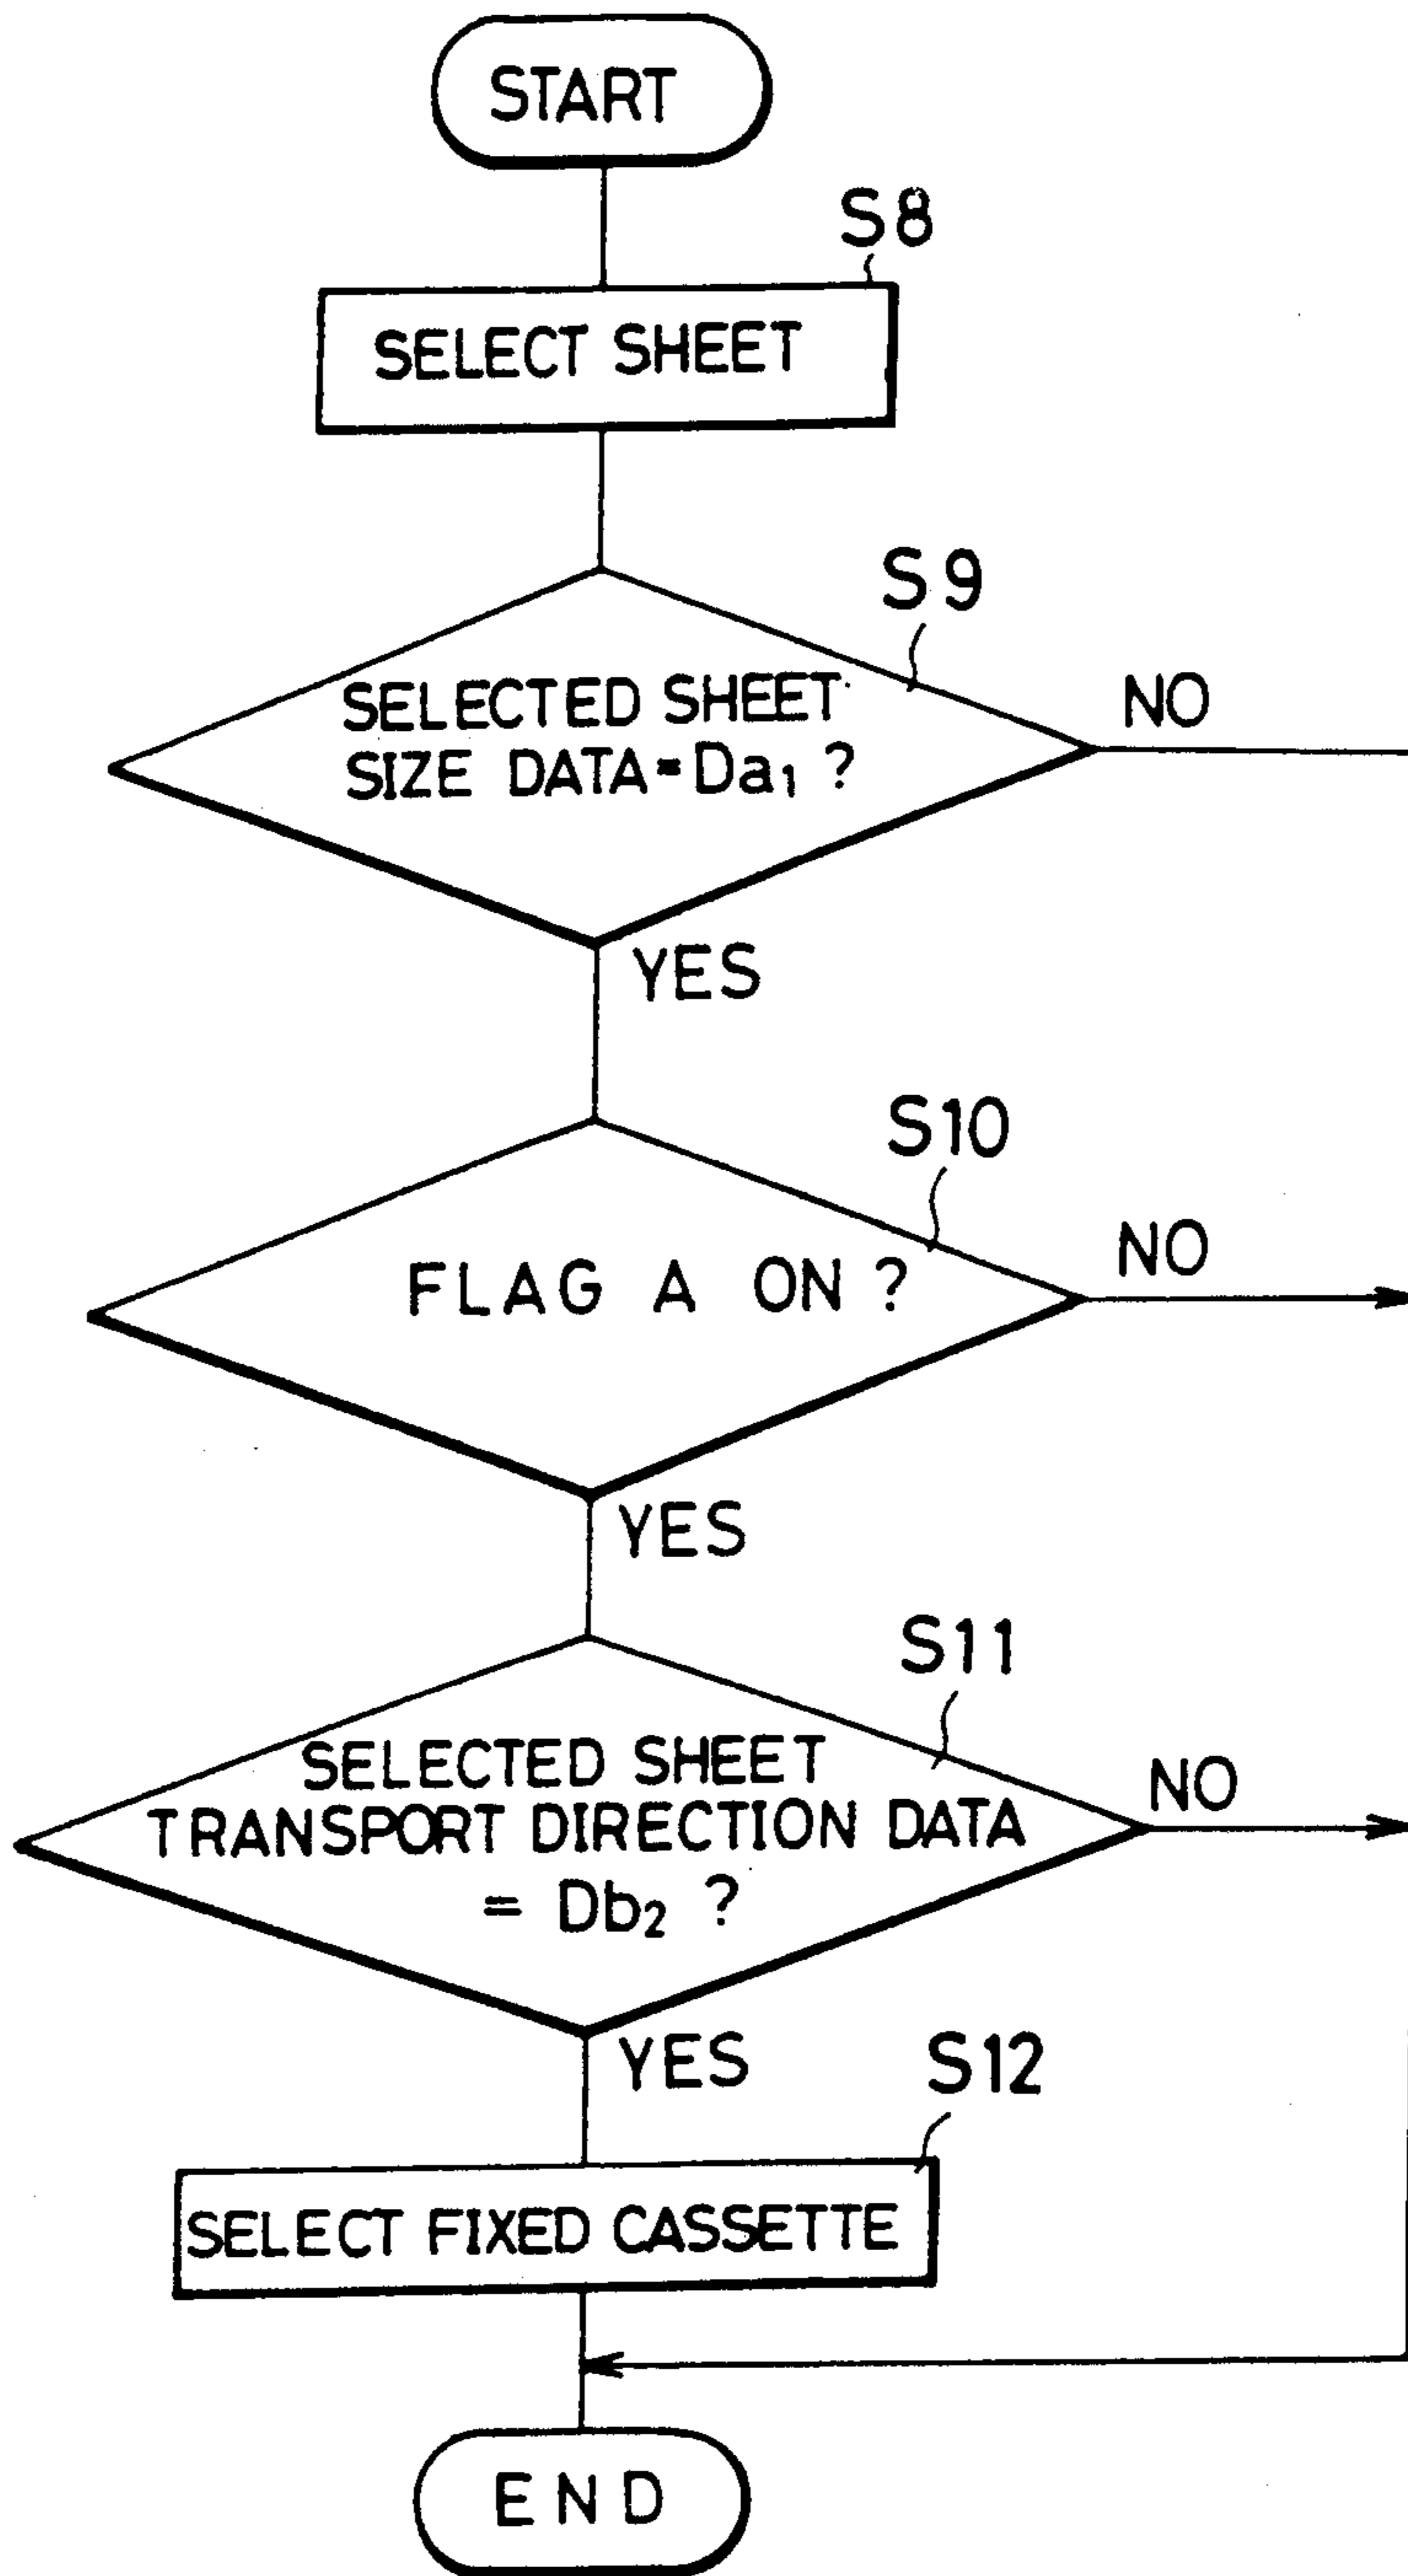 START
S8
SELECT SHEET
S9
SELECTED SHEET
SIZE DATA=Da₁ ?
NO
YES
S10
FLAG A ON ?
NO
YES
S11
SELECTED SHEET
TRANSPORT DIRECTION DATA
= Db₂ ?
NO
YES
S12
SELECT FIXED CASSETTE
END